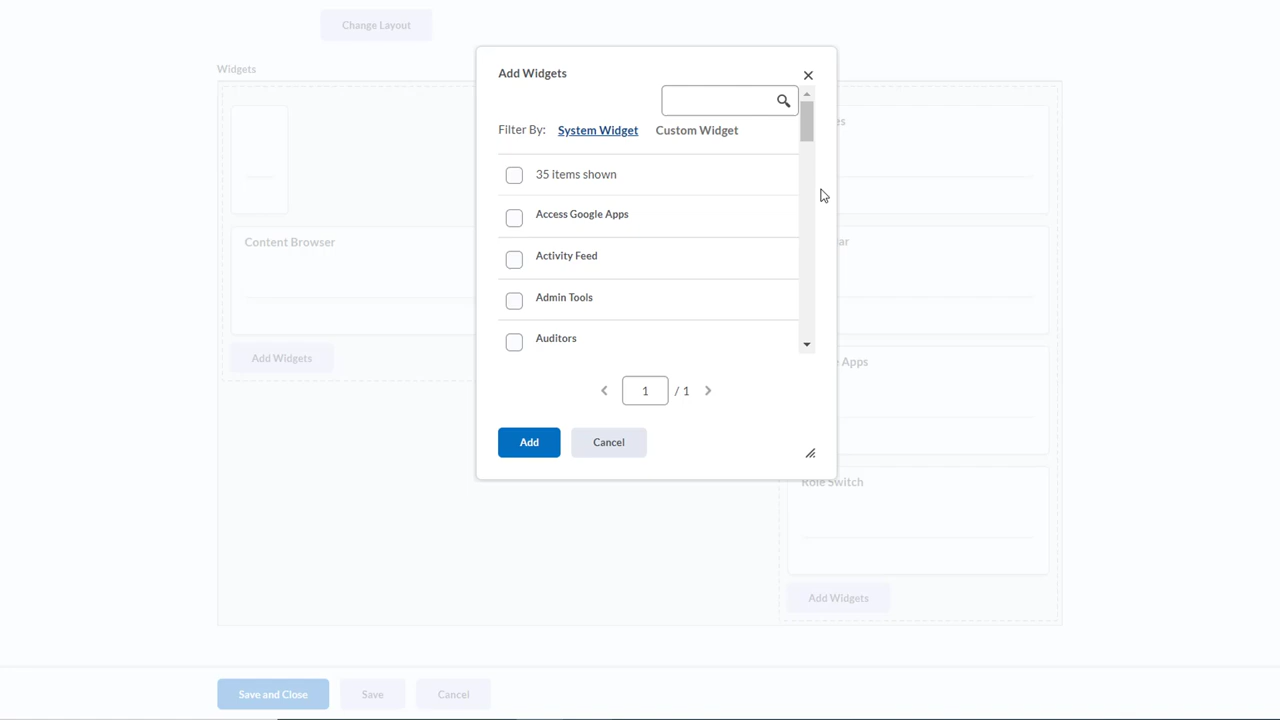 Change Layout
Widgets
Add Widgets
Filter By: System Widget Custom Widget
35 items shown
Access Google Apps
Activity Feed
Admin Tools
Auditors
1 / 1
Add Cancel
Content Browser
Add Widgets
Apps
Role Switch
Add Widgets
Save and Close Save Cancel